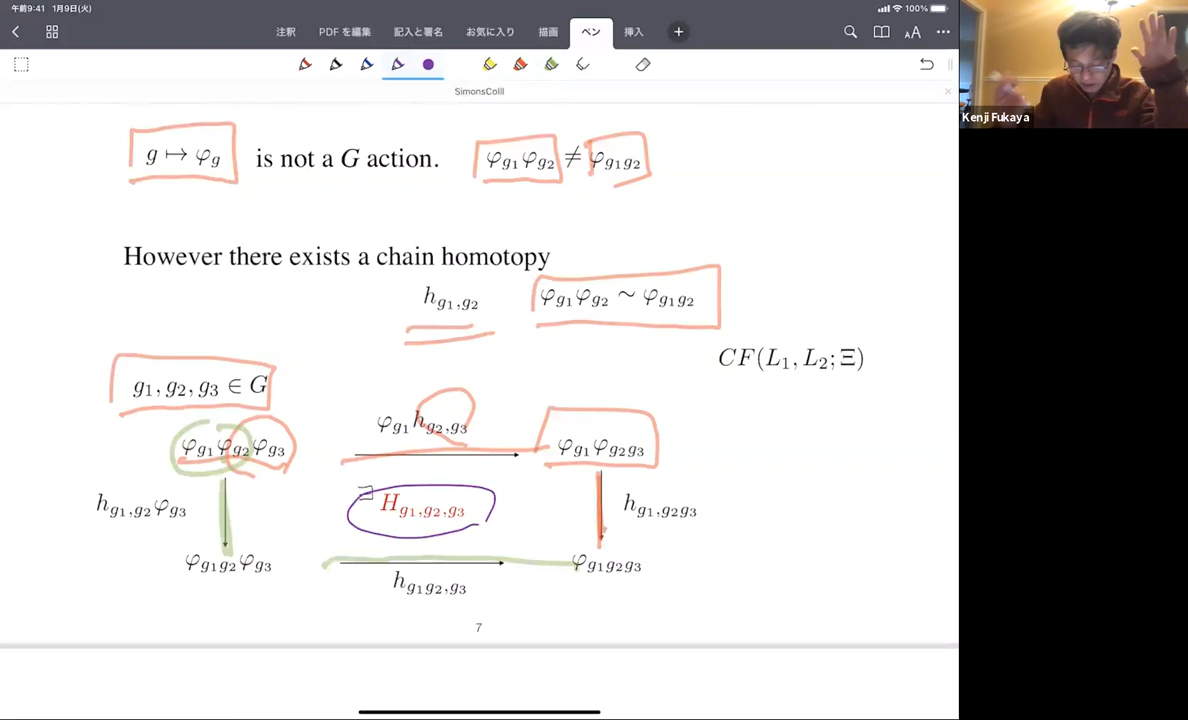 午前9:41 1月9日(火)
100%
注釈 PDF を編集 記入と署名 お気に入り 描画 ペン 挿入
AA
SimonsColll
Kenji Fukaya
g ↦ φ_g is not a G action. φ_{g₁}φ_{g₂} ≠ φ_{g₁g₂}
However there exists a chain homotopy
h_{g₁,g₂} φ_{g₁}φ_{g₂} ∼ φ_{g₁g₂}
CF(L₁, L₂; Ξ)
g₁, g₂, g₃ ∈ G
φ_{g₁}h_{g₂,g₃}
φ_{g₁}φ_{g₂}φ_{g₃} φ_{g₁}φ_{g₂g₃}
h_{g₁,g₂}φ_{g₃} ∃ H_{g₁,g₂,g₃} h_{g₁,g₂g₃}
φ_{g₁g₂}φ_{g₃} φ_{g₁g₂g₃}
h_{g₁g₂,g₃}
7